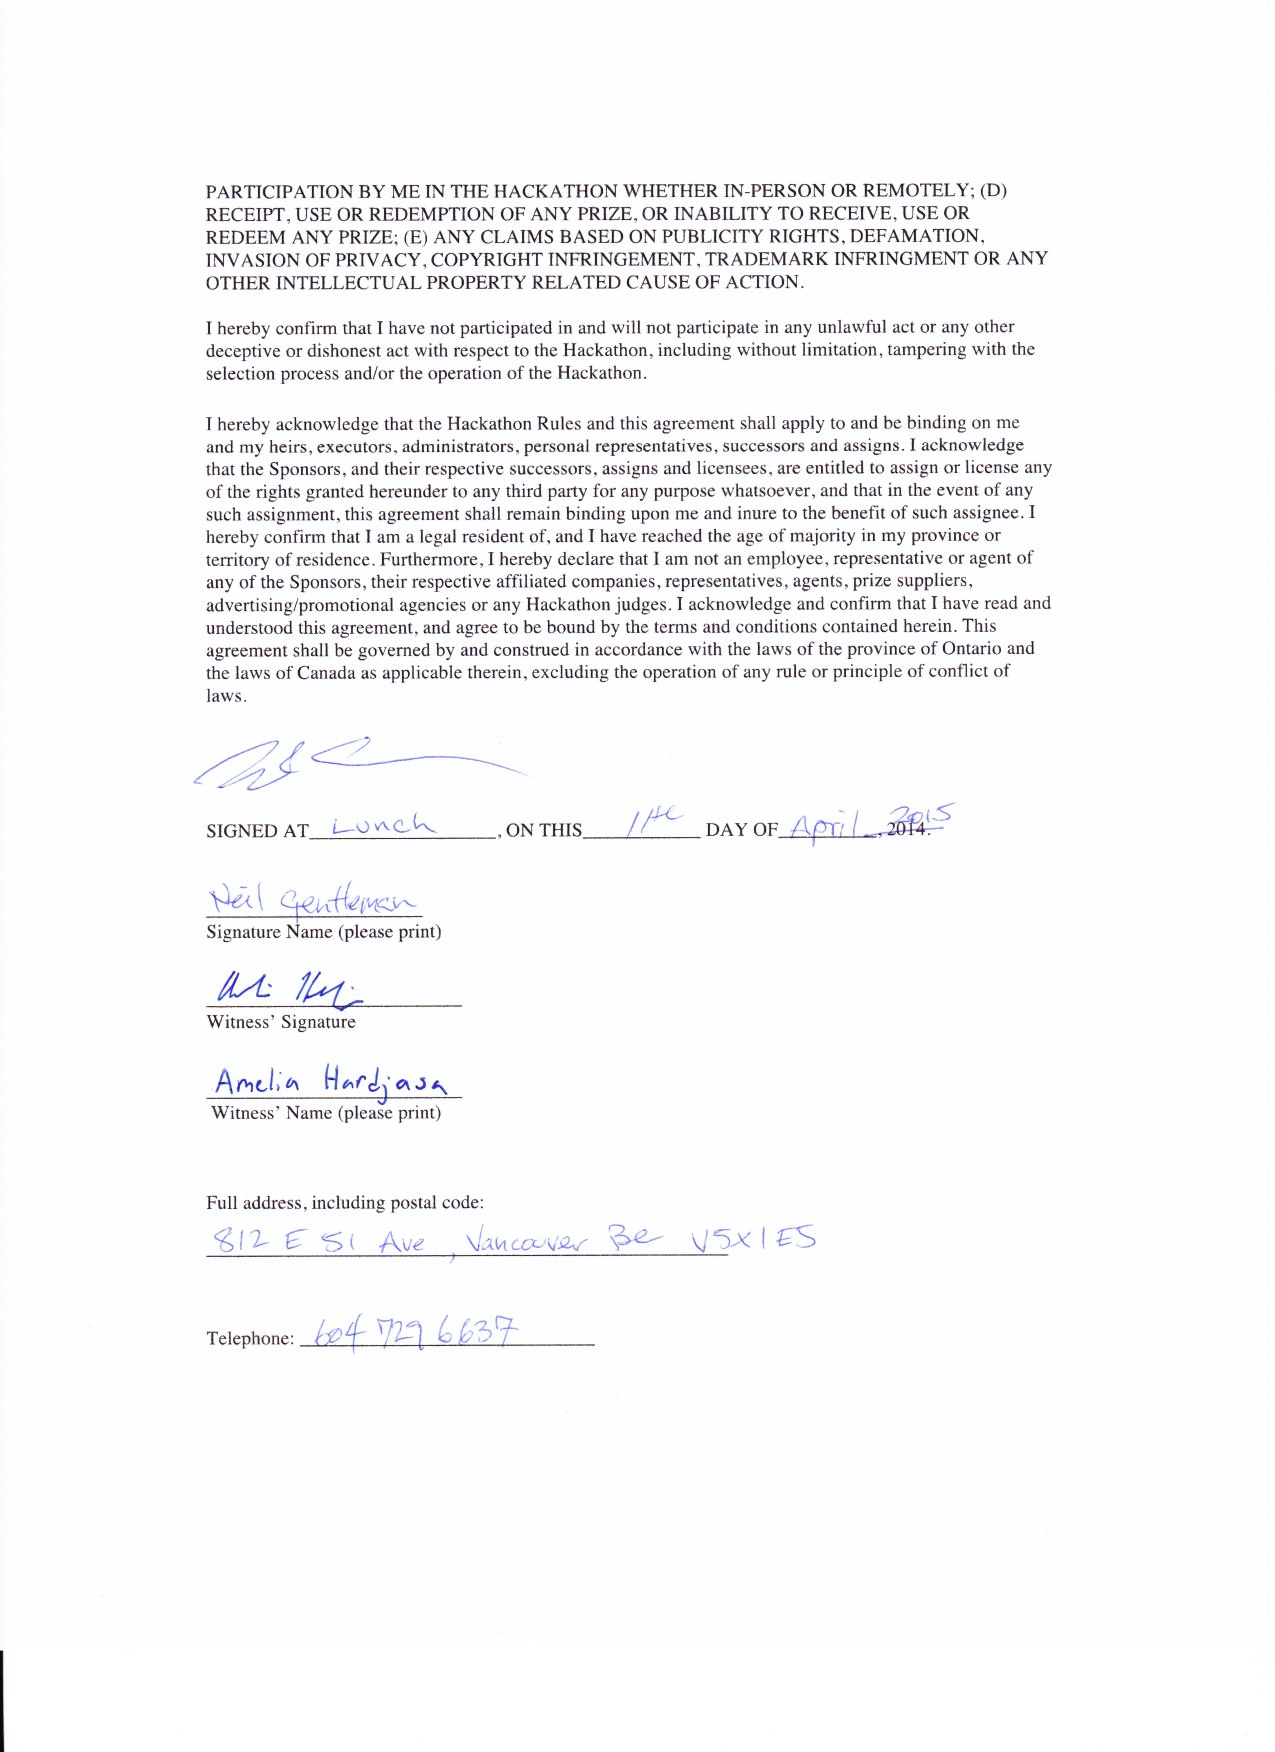 PARTICIPATION BY ME IN THE HACKATHON WHETHER IN-PERSON OR REMOTELY; (D)
RECEIPT, USE OR REDEMPTION OF ANY PRIZE, OR INABILITY TO RECEIVE, USE OR
REDEEM ANY PRIZE; (E) ANY CLAIMS BASED ON PUBLICITY RIGHTS, DEFAMATION,
INVASION OF PRIVACY, COPYRIGHT INFRINGEMENT, TRADEMARK INFRINGMENT OR ANY
OTHER INTELLECTUAL PROPERTY RELATED CAUSE OF ACTION.
I hereby confirm that I have not participated in and will not participate in any unlawful act or any other
deceptive or dishonest act with respect to the Hackathon, including without limitation, tampering with the
selection process and/or the operation of the Hackathon.
I hereby acknowledge that the Hackathon Rules and this agreement shall apply to and be binding on me
and my heirs, executors, administrators, personal representatives, successors and assigns. I acknowledge
that the Sponsors, and their respective successors, assigns and licensees, are entitled to assign or license any
of the rights granted hereunder to any third party for any purpose whatsoever, and that in the event of any
such assignment, this agreement shall remain binding upon me and inure to the benefit of such assignee. I
hereby confirm that I am a legal resident of, and I have reached the age of majority in my province or
territory of residence. Furthermore, I hereby declare that I am not an employee, representative or agent of
any of the Sponsors, their respective affiliated companies, representatives, agents, prize suppliers,
advertising/promotional agencies or any Hackathon judges. I acknowledge and confirm that I have read and
understood this agreement, and agree to be bound by the terms and conditions contained herein. This
agreement shall be governed by and construed in accordance with the laws of the province of Ontario and
the laws of Canada as applicable therein, excluding the operation of any rule or principle of conflict of
laws.
SIGNED AT Lunch, ON THIS DAY OF April, 2014. 2015
Neil Gentleman
Signature Name (please print)
Witness' Signature
Amelia Hardjasa
Witness' Name (please print)
Full address, including postal code:
812 E 51 Ave, Vancouver BC V5X 1E5
Telephone: 604 729 6637